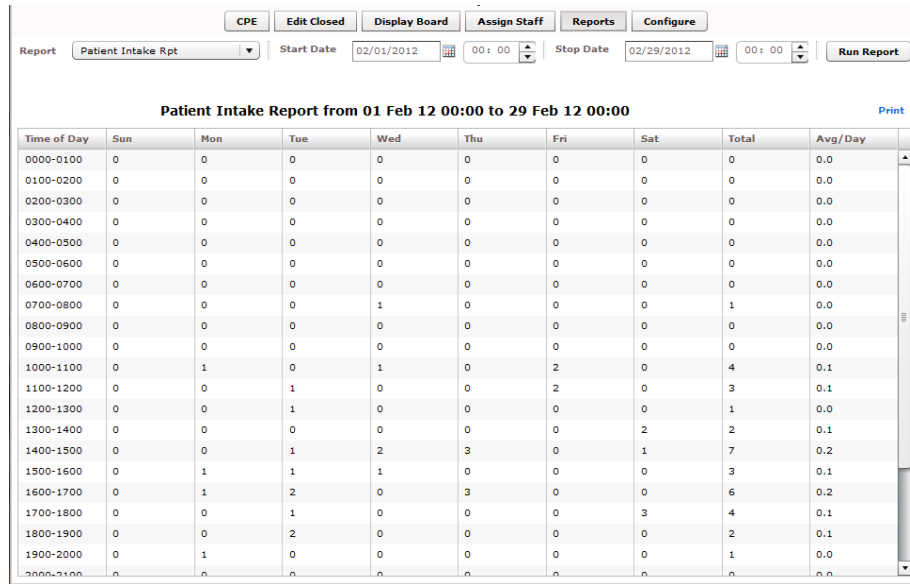 CPE Edit Closed Display Board Assign Staff Reports Configure
Report Patient Intake Rpt Start Date 02/01/2012 00: 00 Stop Date 02/29/2012 00: 00 Run Report
Patient Intake Report from 01 Feb 12 00:00 to 29 Feb 12 00:00 Print
Time of Day Sun Mon Tue Wed Thu Fri Sat Total Avg/Day
0000-0100 0 0 0 0 0 0 0 0 0.0
0100-0200 0 0 0 0 0 0 0 0 0.0
0200-0300 0 0 0 0 0 0 0 0 0.0
0300-0400 0 0 0 0 0 0 0 0 0.0
0400-0500 0 0 0 0 0 0 0 0 0.0
0500-0600 0 0 0 0 0 0 0 0 0.0
0600-0700 0 0 0 0 0 0 0 0 0.0
0700-0800 0 0 0 1 0 0 0 1 0.0
0800-0900 0 0 0 0 0 0 0 0 0.0
0900-1000 0 0 0 0 0 0 0 0 0.0
1000-1100 0 1 0 1 0 2 0 4 0.1
1100-1200 0 0 1 0 0 2 0 3 0.1
1200-1300 0 0 1 0 0 0 0 1 0.0
1300-1400 0 0 0 0 0 0 2 2 0.1
1400-1500 0 0 1 2 3 0 1 7 0.2
1500-1600 0 1 1 1 0 0 0 3 0.1
1600-1700 0 1 2 0 3 0 0 6 0.2
1700-1800 0 0 1 0 0 0 3 4 0.1
1800-1900 0 0 2 0 0 0 0 2 0.1
1900-2000 0 1 0 0 0 0 0 1 0.0
2000-2100 0 0 0 0 0 0 0 0 0.0